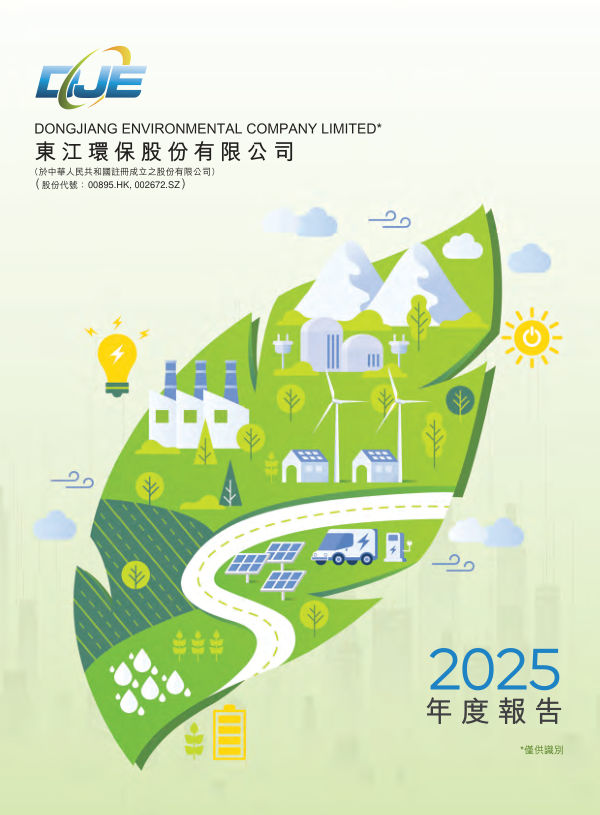 DJE
DONGJIANG ENVIRONMENTAL COMPANY LIMITED*
東江環保股份有限公司
(於中華人民共和國註冊成立之股份有限公司)
(股份代號：00895.HK, 002672.SZ)
2025
年度報告
*僅供識別